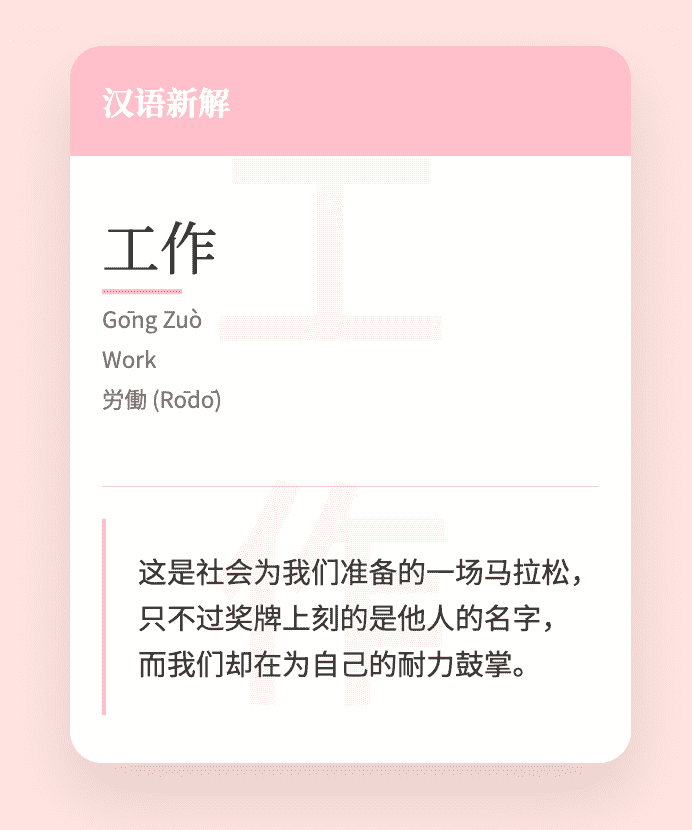 汉语新解
工作
Gōng Zuò
Work
労働 (Rōdō)
这是社会为我们准备的一场马拉松，
只不过奖牌上刻的是他人的名字，
而我们却在为自己的耐力鼓掌。
工
作